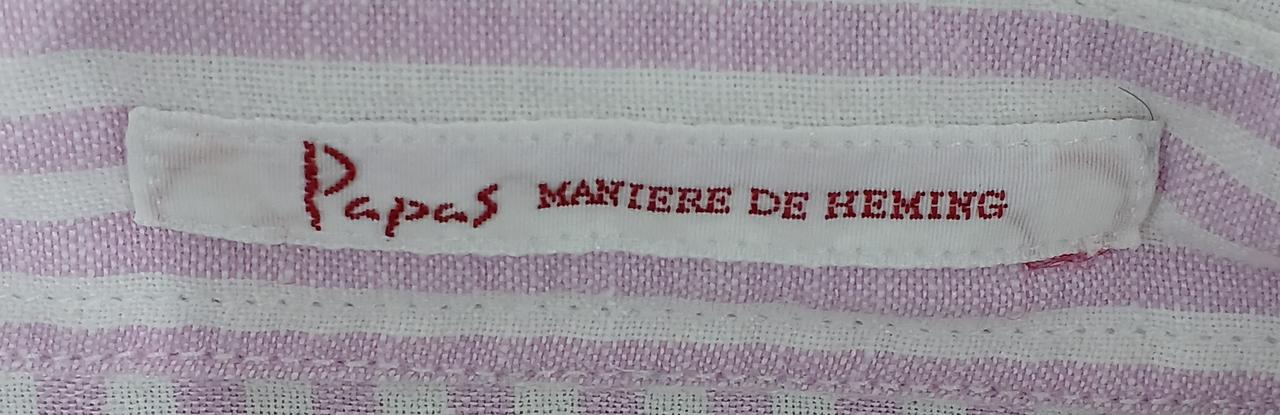 Papas MANIERE DE HEMING